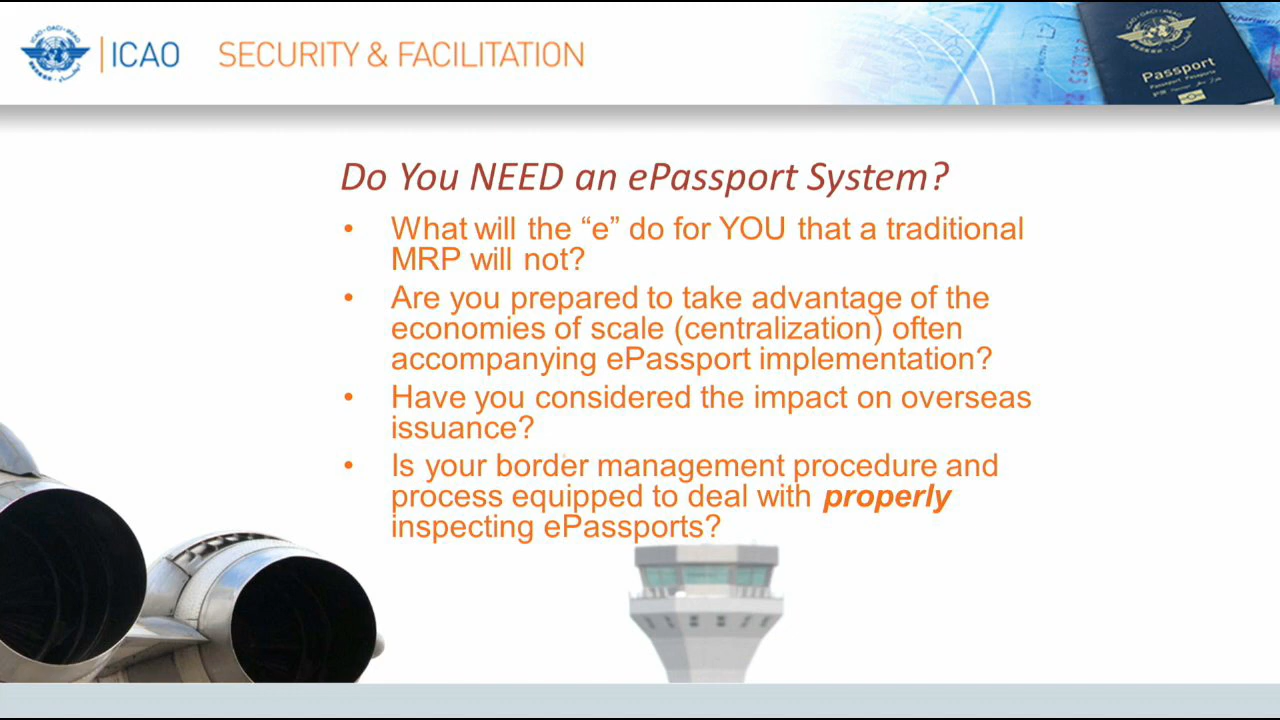 ICAO
SECURITY & FACILITATION
Passport
Do You NEED an ePassport System?
• What will the “e” do for YOU that a traditional
MRP will not?
• Are you prepared to take advantage of the
economies of scale (centralization) often
accompanying ePassport implementation?
• Have you considered the impact on overseas
issuance?
• Is your border management procedure and
process equipped to deal with properly
inspecting ePassports?